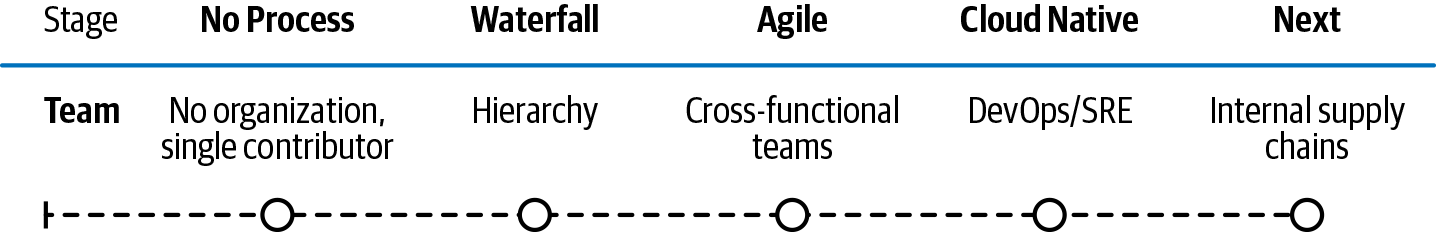 Stage No Process Waterfall Agile Cloud Native Next
Team No organization, Hierarchy Cross-functional DevOps/SRE Internal supply
single contributor teams chains